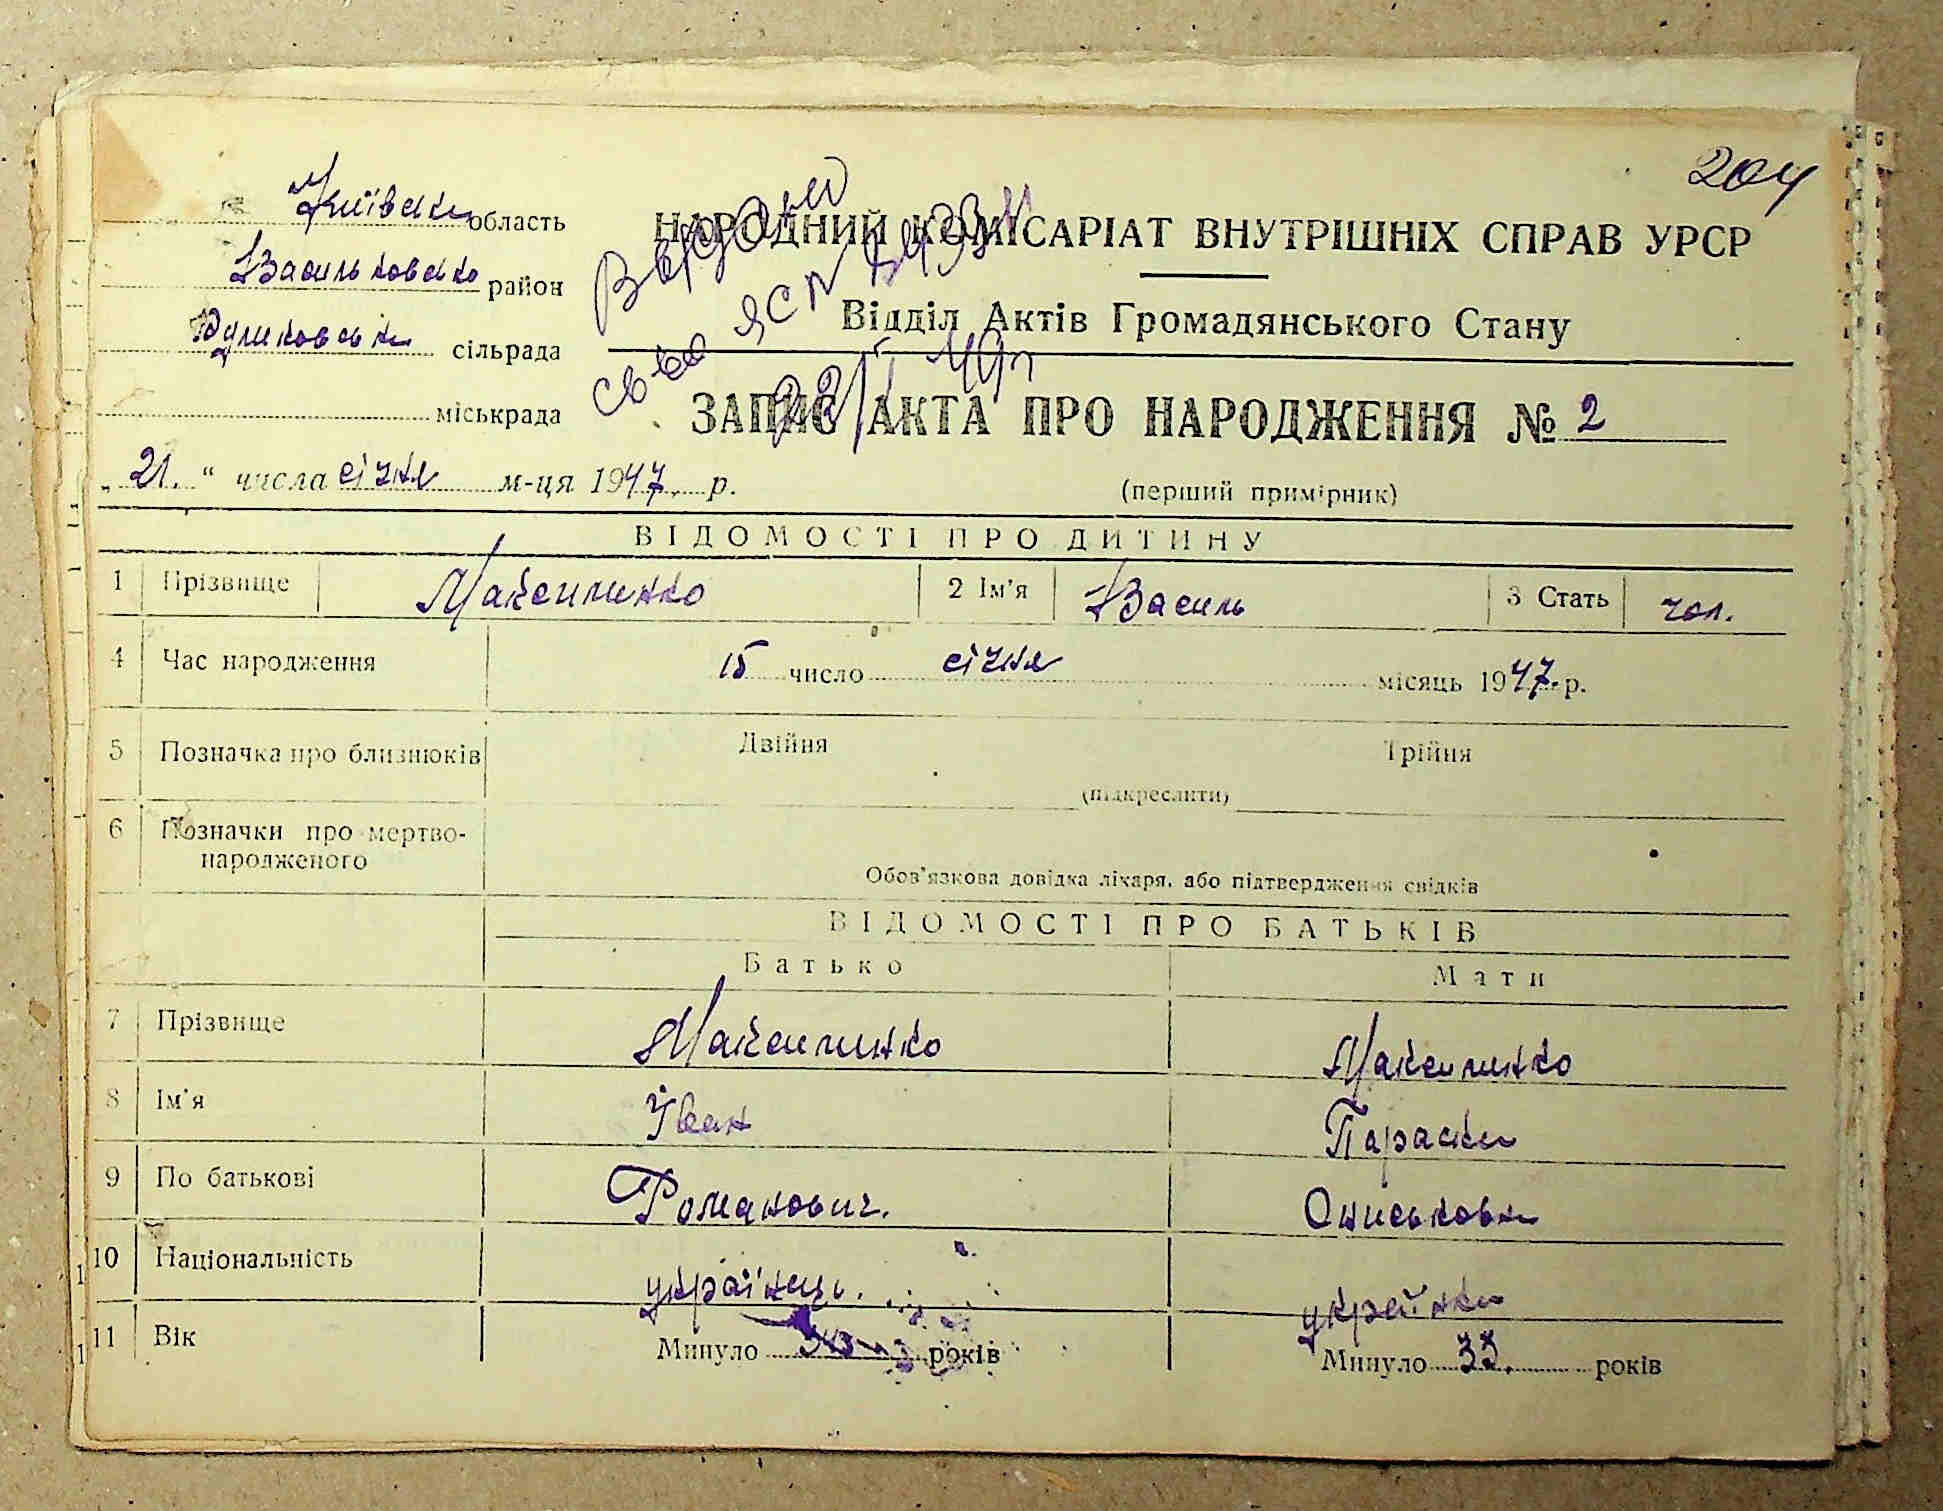 204
Київська область
НАРОДНИЙ КОМІСАРІАТ ВНУТРІШНІХ СПРАВ УРСР
Васильковсько район
Відділ Актів Громадянського Стану
сільрада
міськрада
ЗАПИС АКТА ПРО НАРОДЖЕННЯ № 2
„21.“ числа січня м-ця 1947. р.
(перший примірник)
ВІДОМОСТІ ПРО ДИТИНУ
1 Прізвище Максименко 2 Ім'я Василь 3 Стать чол.
4 Час народження 15 число січня місяць 1947. р.
5 Позначка про близнюків Двійня Трійня
(підкреслити)
6 Позначки про мертво-
народженого
Обов'язкова довідка лікаря, або підтвердження свідків
ВІДОМОСТІ ПРО БАТЬКІВ
Батько Мати
7 Прізвище Максименко Максименко
8 Ім'я Іван Параска
9 По батькові Романович. Ониськовна
10 Національність українець. українка
11 Вік Минуло років Минуло 33. років